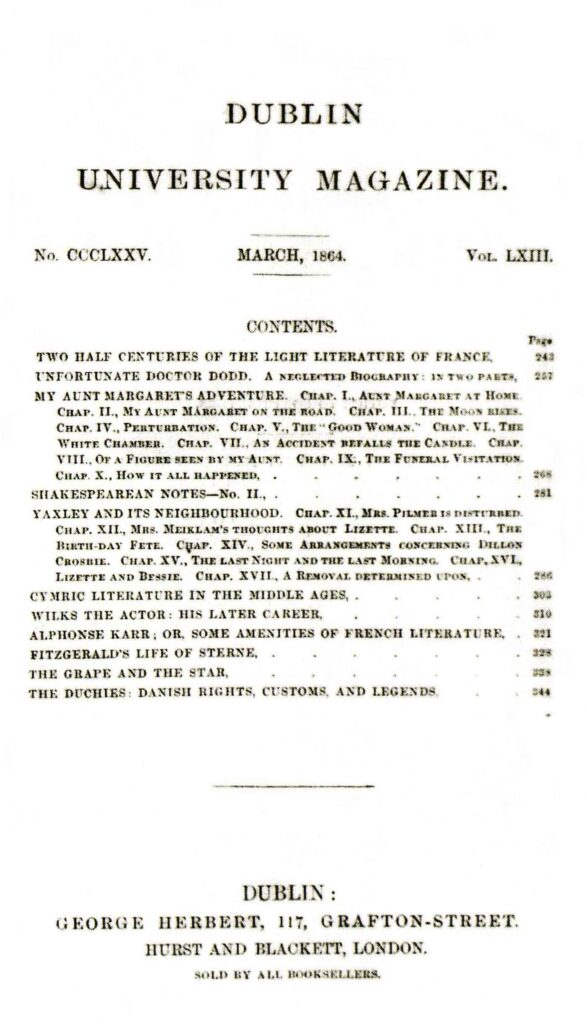 DUBLIN
UNIVERSITY MAGAZINE.
No. CCCLXXV. MARCH, 1864. Vol. LXIII.
CONTENTS.
Page
TWO HALF CENTURIES OF THE LIGHT LITERATURE OF FRANCE, 243
UNFORTUNATE DOCTOR DODD. A NEGLECTED BIOGRAPHY: IN TWO PARTS, 257
MY AUNT MARGARET'S ADVENTURE. Chap. I., Aunt Margaret at Home.
Chap. II., My Aunt Margaret on the road. Chap. III., The Moon rises.
Chap. IV., Perturbation. Chap. V., The "Good Woman." Chap. VI., The
White Chamber. Chap. VII., An Accident befalls the Candle. Chap.
VIII., Of a Figure seen by my Aunt. Chap. IX., The Funeral Visitation.
Chap. X., How it all happened, . . . . . . . 268
SHAKESPEAREAN NOTES—No. II., . . . . . . . 281
YAXLEY AND ITS NEIGHBOURHOOD. Chap. XI., Mrs. Pilmer is disturbed.
Chap. XII., Mrs. Meiklam's thoughts about Lizette. Chap. XIII., The
Birth-day Fete. Chap. XIV., Some Arrangements concerning Dillon
Crosbie. Chap. XV., The Last Night and the Last Morning. Chap. XVI.,
Lizette and Bessie. Chap. XVII., A Removal determined upon, . . 286
CYMRIC LITERATURE IN THE MIDDLE AGES, . . . . . 303
WILKS THE ACTOR: HIS LATER CAREER, . . . . . 310
ALPHONSE KARR; OR, SOME AMENITIES OF FRENCH LITERATURE, . 321
FITZGERALD'S LIFE OF STERNE, . . . . . . 328
THE GRAPE AND THE STAR, . . . . . . 338
THE DUCHIES: DANISH RIGHTS, CUSTOMS, AND LEGENDS . . 344
DUBLIN:
GEORGE HERBERT, 117, GRAFTON-STREET.
HURST AND BLACKETT, LONDON.
SOLD BY ALL BOOKSELLERS.